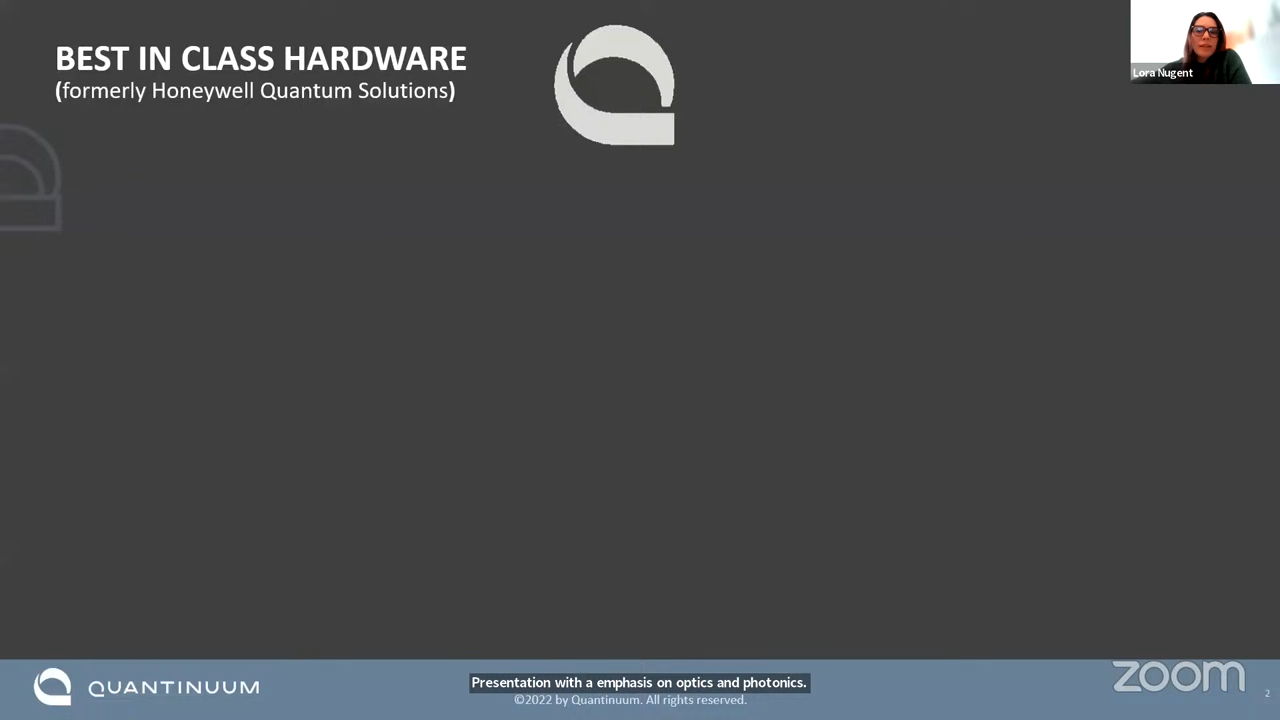 BEST IN CLASS HARDWARE
(formerly Honeywell Quantum Solutions)
Lora Nugent
QUANTINUUM
Presentation with a emphasis on optics and photonics.
©2022 by Quantinuum. All rights reserved.
zoom
2